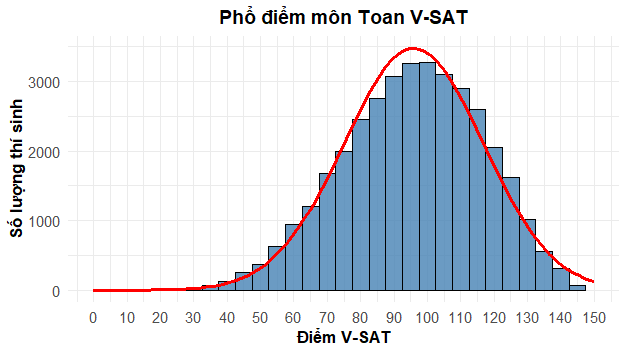 Phổ điểm môn Toan V-SAT
Số lượng thí sinh
3000
2000
1000
0
0 10 20 30 40 50 60 70 80 90 100 110 120 130 140 150
Điểm V-SAT